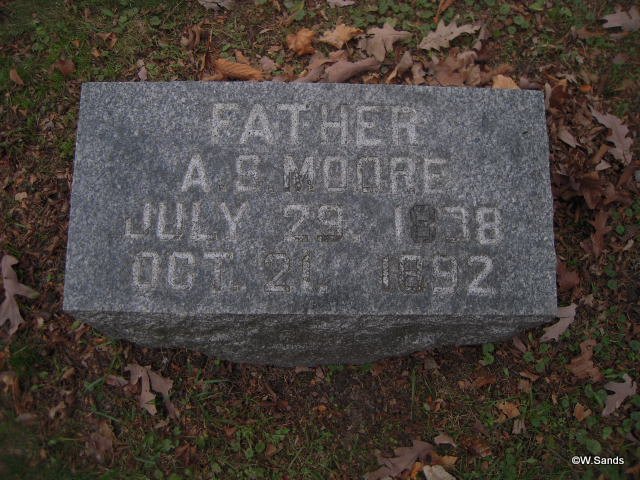 FATHER
A.S. MOORE
JULY 29. 1838
OCT. 21. 1892
©W.Sands